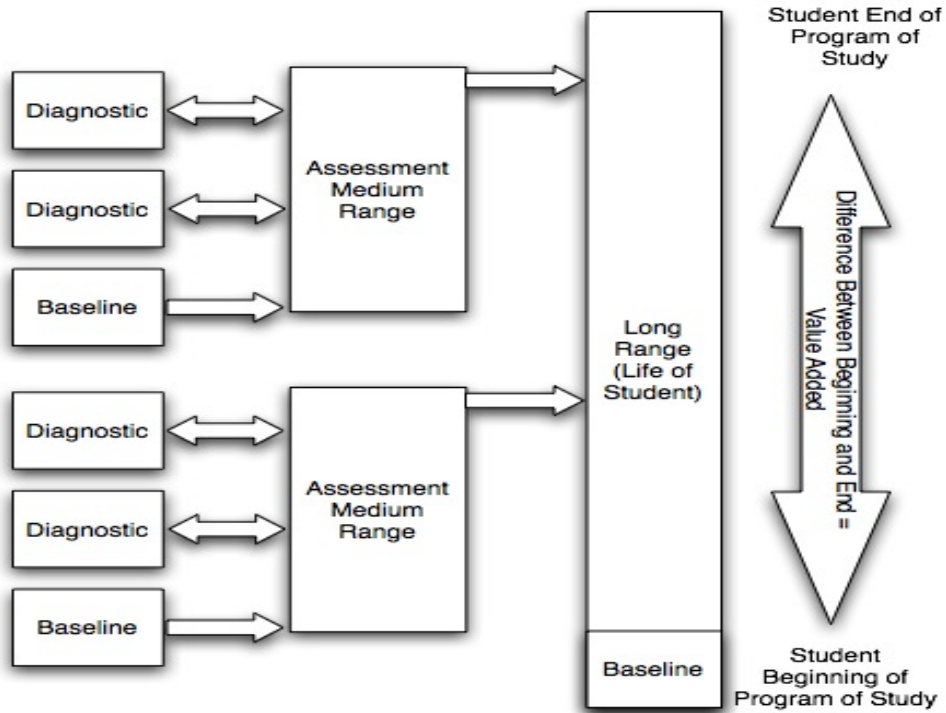 Diagnostic
Diagnostic
Baseline
Assessment
Medium
Range
Diagnostic
Diagnostic
Baseline
Assessment
Medium
Range
Long
Range
(Life of
Student)
Baseline
Student End of
Program of
Study
Difference Between Beginning and End =
Value Added
Student
Beginning of
Program of Study